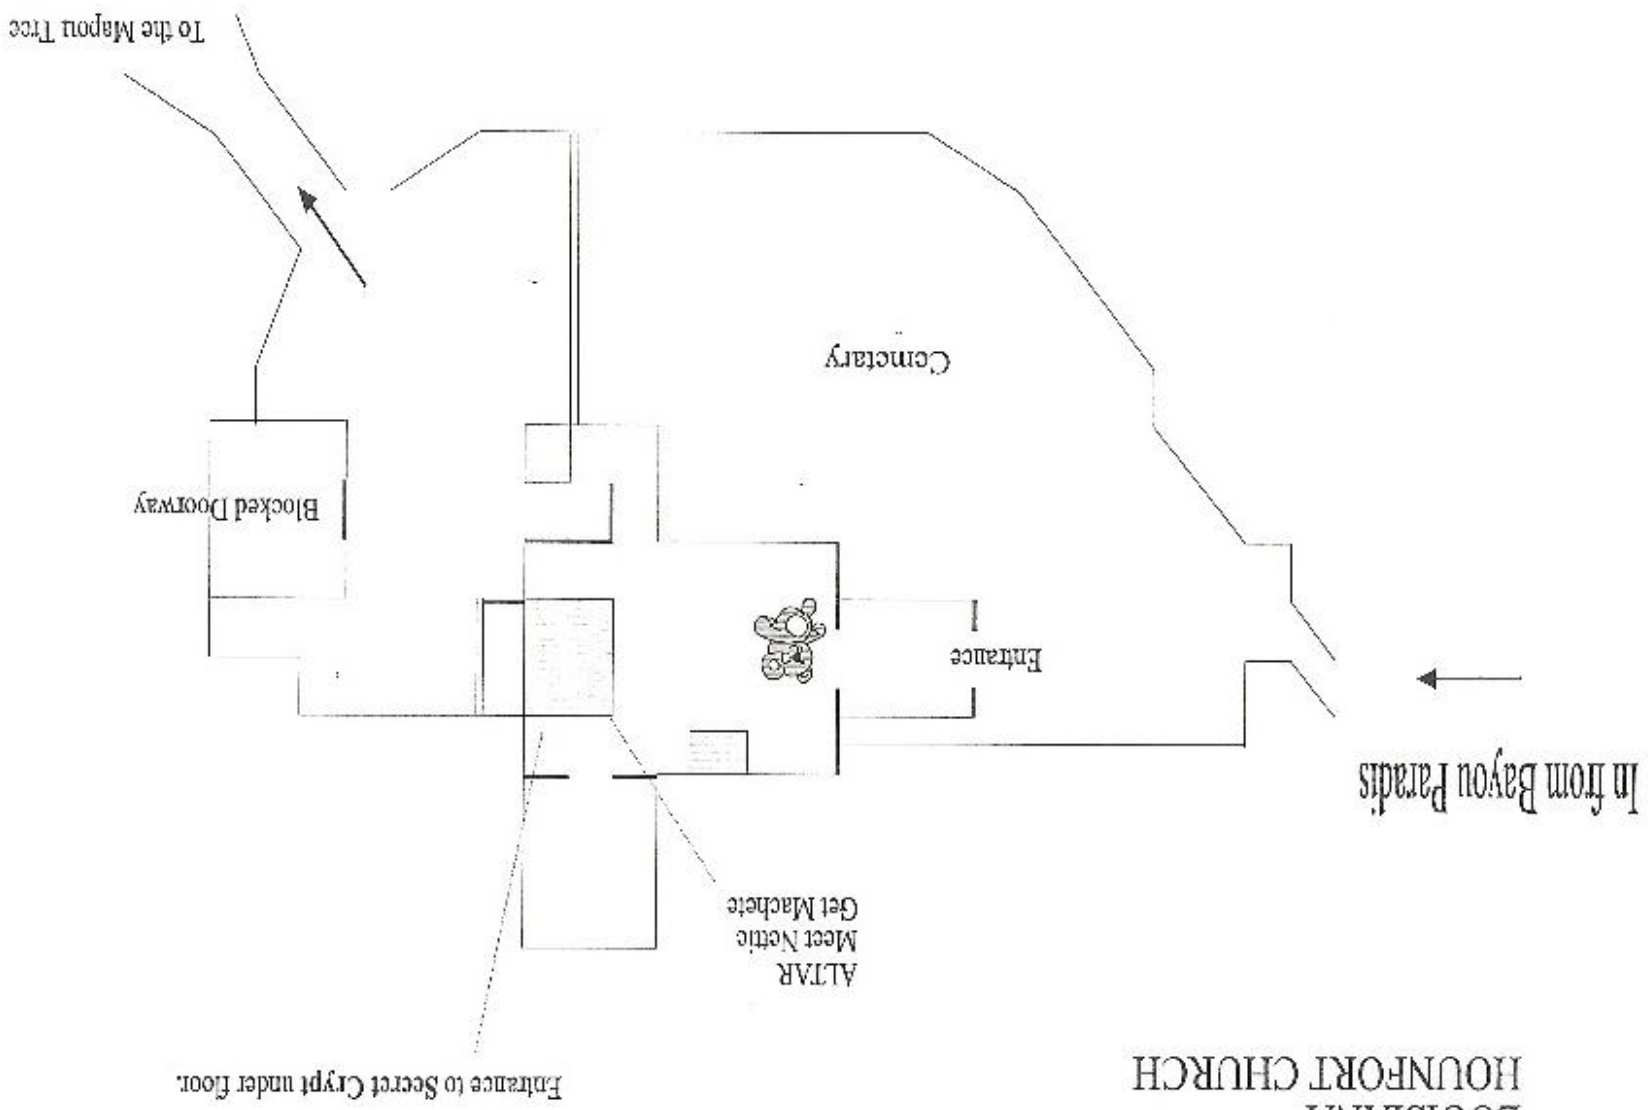 LOUISIANA
HOUNFORT CHURCH
Entrance to Secret Crypt under floor.
ALTAR
Meet Nettie
Get Machete
In from Bayou Paradis
Entrance
Blocked Doorway
Cemetary
To the Mapou Tree